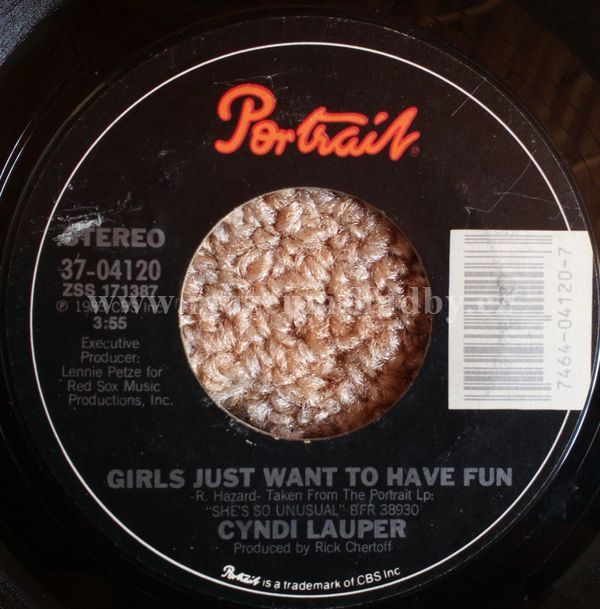 Portrait®
STEREO
37-04120
ZSS 171387
℗ CBS Inc.
3:55
Executive
Producer:
Lennie Petze for
Red Sox Music
Productions, Inc.
7464-04120-7
GIRLS JUST WANT TO HAVE FUN
-R. Hazard- Taken From The Portrait Lp:
"SHE'S SO UNUSUAL" BFR 38930
CYNDI LAUPER
Produced by Rick Chertoff
Portrait is a trademark of CBS Inc